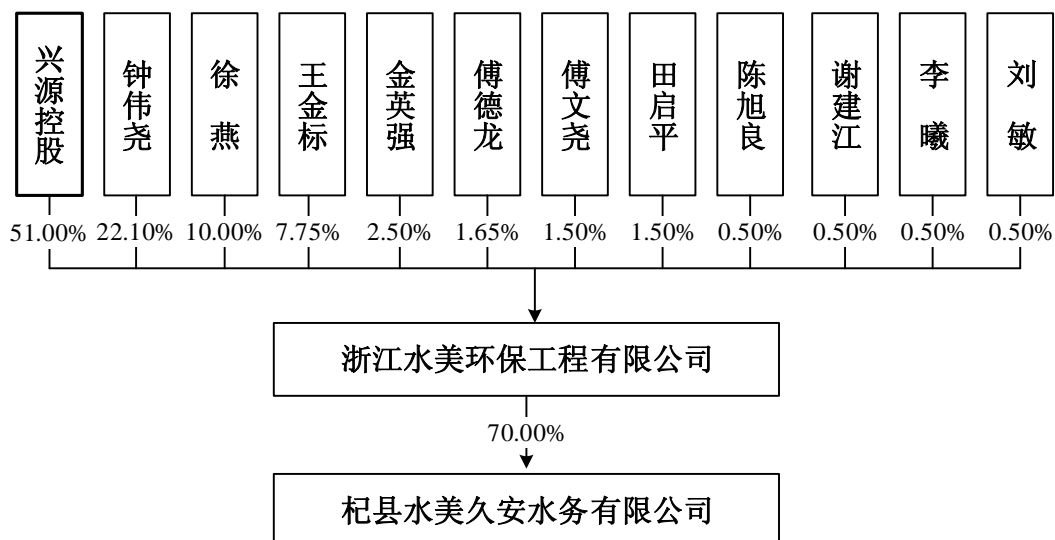 兴源控股
钟伟尧
徐 燕
王金标
金英强
傅德龙
傅文尧
田启平
陈旭良
谢建江
李 曦
刘 敏
51.00%
22.10%
10.00%
7.75%
2.50%
1.65%
1.50%
1.50%
0.50%
0.50%
0.50%
0.50%
浙江水美环保工程有限公司
70.00%
杞县水美久安水务有限公司